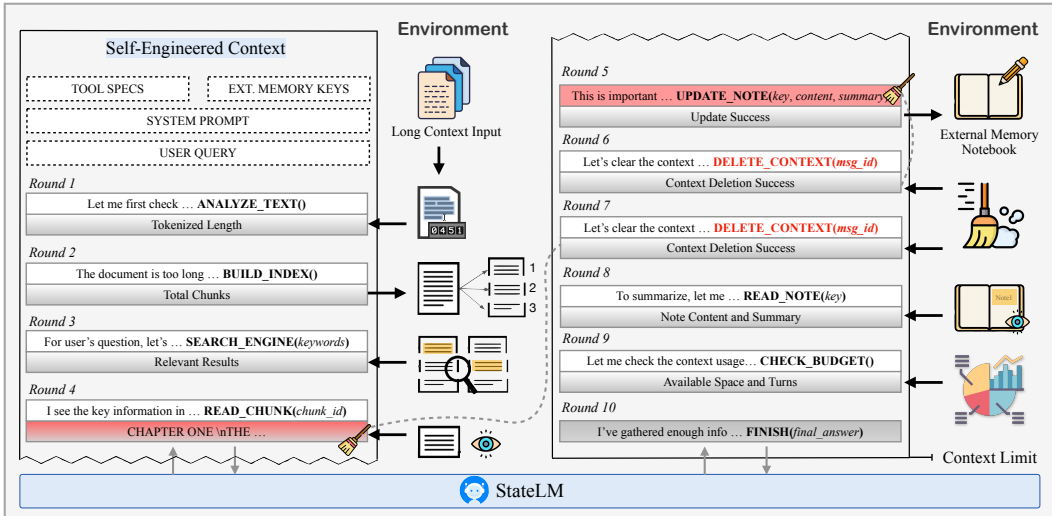 Self-Engineered Context
TOOL SPECS
EXT. MEMORY KEYS
SYSTEM PROMPT
USER QUERY
Round 1
Let me first check … ANALYZE_TEXT()
Tokenized Length
Round 2
The document is too long … BUILD_INDEX()
Total Chunks
Round 3
For user's question, let's … SEARCH_ENGINE(keywords)
Relevant Results
Round 4
I see the key information in … READ_CHUNK(chunk_id)
CHAPTER ONE \nTHE …
Environment
Long Context Input
0451
1
2
3
Round 5
This is important … UPDATE_NOTE(key, content, summary
Update Success
Round 6
Let's clear the context … DELETE_CONTEXT(msg_id)
Context Deletion Success
Round 7
Let's clear the context … DELETE_CONTEXT(msg_id)
Context Deletion Success
Round 8
To summarize, let me … READ_NOTE(key)
Note Content and Summary
Round 9
Let me check the context usage… CHECK_BUDGET()
Available Space and Turns
Round 10
I've gathered enough info … FINISH(final_answer)
Environment
External Memory
Notebook
Note1
Context Limit
StateLM